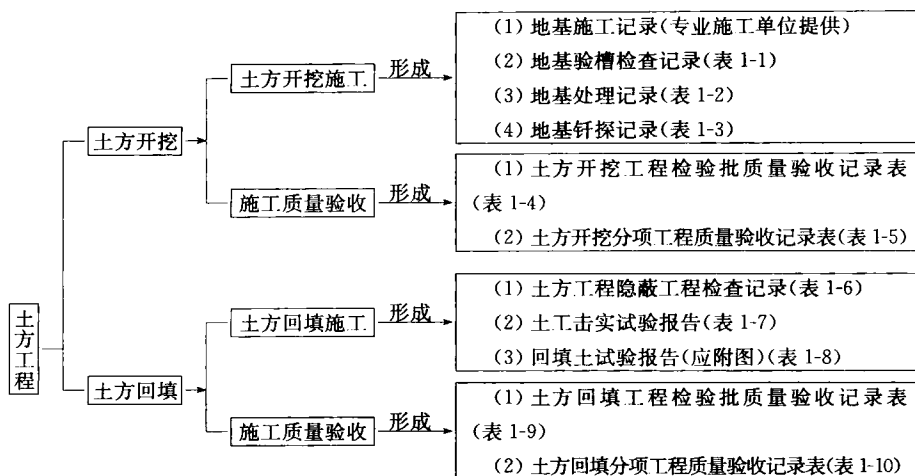 土方工程
土方开挖
土方开挖施工
形成
(1) 地基施工记录(专业施工单位提供)
(2) 地基验槽检查记录(表 1-1)
(3) 地基处理记录(表 1-2)
(4) 地基钎探记录(表 1-3)
施工质量验收
形成
(1) 土方开挖工程检验批质量验收记录表
(表 1-4)
(2) 土方开挖分项工程质量验收记录表(表 1-5)
土方回填
土方回填施工
形成
(1) 土方工程隐蔽工程检查记录(表 1-6)
(2) 土工击实试验报告(表 1-7)
(3) 回填土试验报告(应附图)(表 1-8)
施工质量验收
形成
(1) 土方回填工程检验批质量验收记录表
(表 1-9)
(2) 土方回填分项工程质量验收记录表(表 1-10)